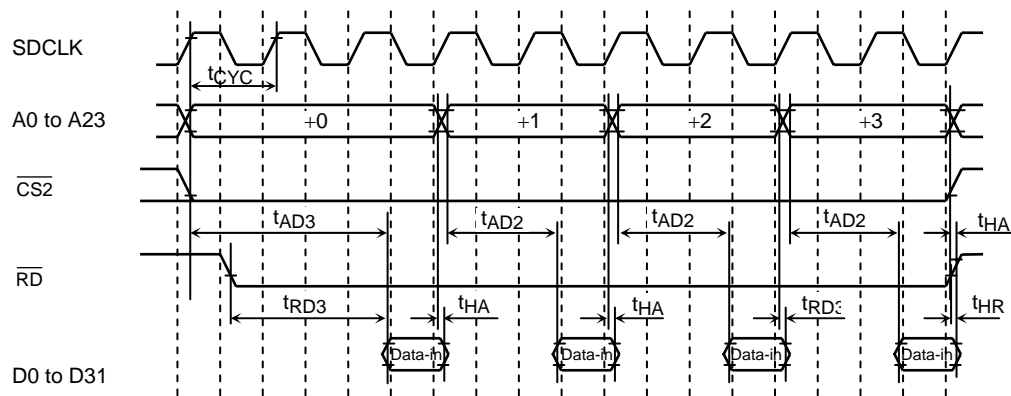 SDCLK
tCYC
A0 to A23
+0
+1
+2
+3
CS2
tAD3
tAD2
tAD2
tAD2
tHA
RD
tRD3
tHA
tHA
tRD3
tHR
Data-in
Data-in
Data-in
Data-in
D0 to D31